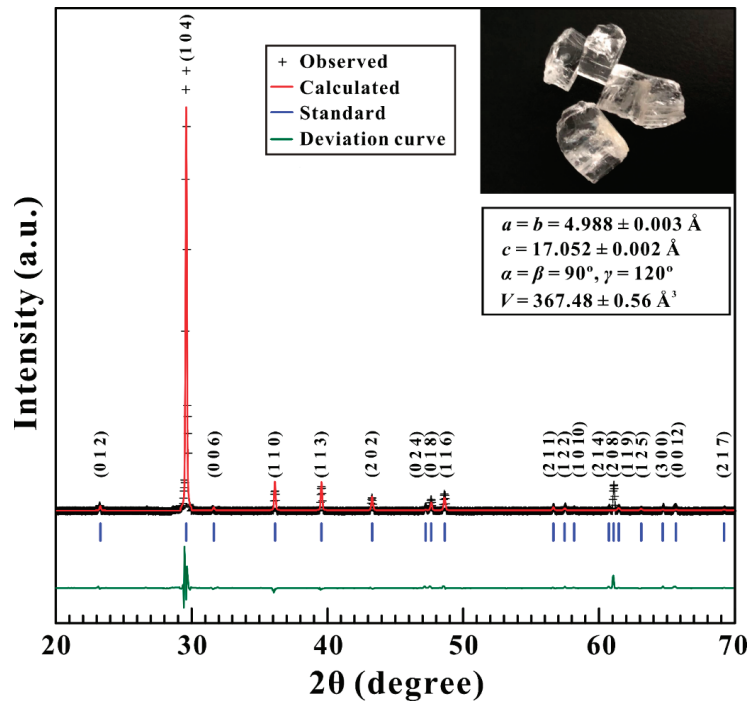 + Observed
Calculated
Standard
Deviation curve
a = b = 4.988 ± 0.003 Å
c = 17.052 ± 0.002 Å
α = β = 90º, γ = 120º
V = 367.48 ± 0.56 Å³
(1 0 4)
(0 1 2)
(0 0 6)
(1 1 0)
(1 1 3)
(2 0 2)
(0 2 4)
(0 1 8)
(1 1 6)
(2 1 1)
(1 2 2)
(1 0 10)
(2 1 4)
(2 0 8)
(1 1 9)
(1 2 5)
(3 0 0)
(0 0 12)
(2 1 7)
Intensity (a.u.)
20 30 40 50 60 70
2θ (degree)